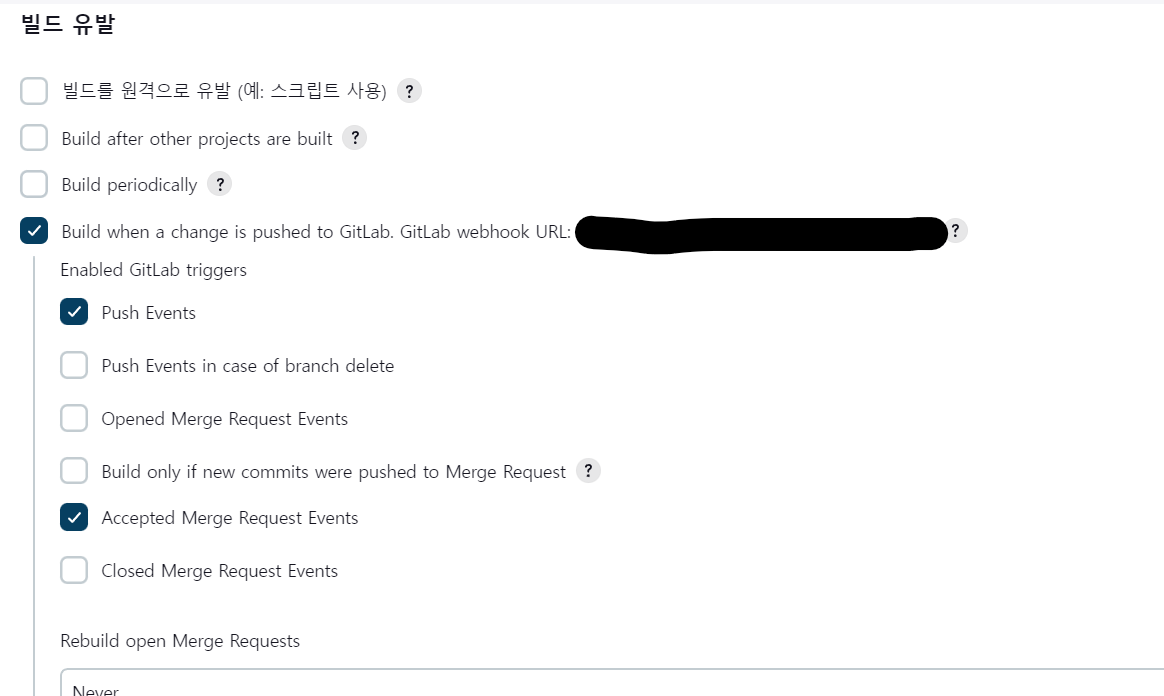 빌드 유발
빌드를 원격으로 유발 (예: 스크립트 사용) ?
Build after other projects are built ?
Build periodically ?
Build when a change is pushed to GitLab. GitLab webhook URL: ?
Enabled GitLab triggers
Push Events
Push Events in case of branch delete
Opened Merge Request Events
Build only if new commits were pushed to Merge Request ?
Accepted Merge Request Events
Closed Merge Request Events
Rebuild open Merge Requests
Never